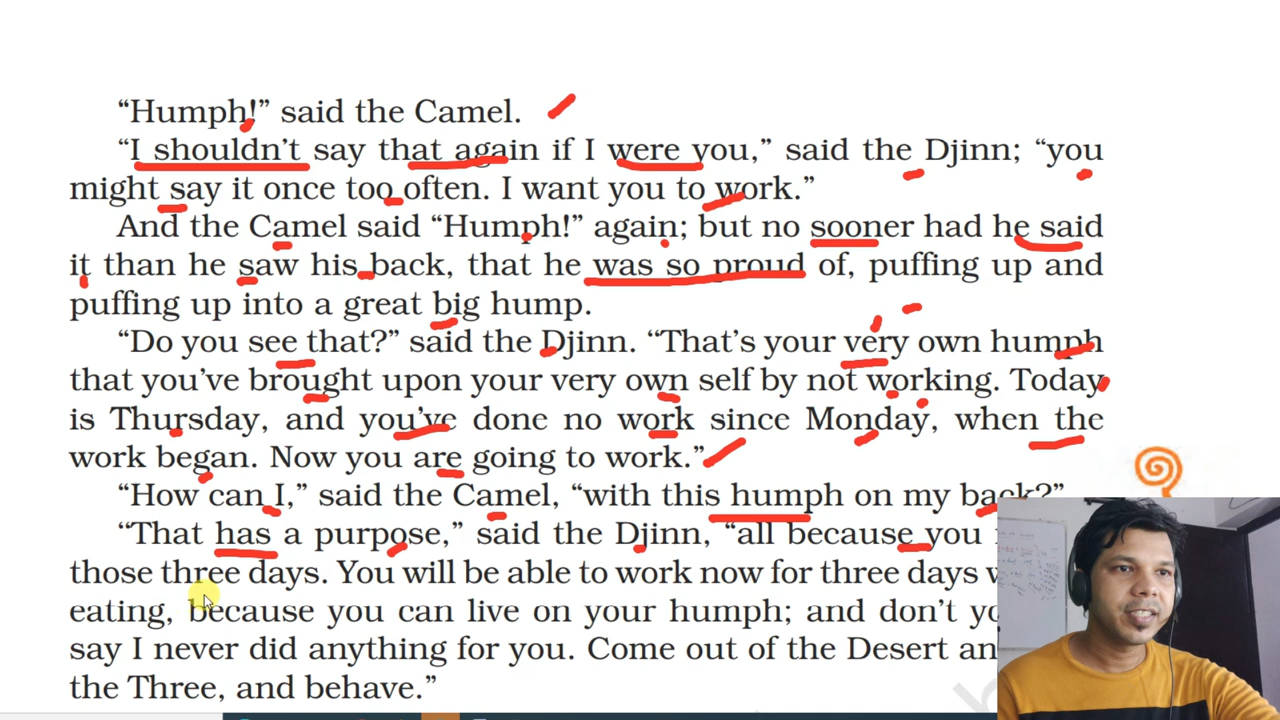 “Humph!” said the Camel.
“I shouldn’t say that again if I were you,” said the Djinn; “you
might say it once too often. I want you to work.”
And the Camel said “Humph!” again; but no sooner had he said
it than he saw his back, that he was so proud of, puffing up and
puffing up into a great big hump.
“Do you see that?” said the Djinn. “That’s your very own humph
that you’ve brought upon your very own self by not working. Today
is Thursday, and you’ve done no work since Monday, when the
work began. Now you are going to work.”
“How can I,” said the Camel, “with this humph on my back?”
“That has a purpose,” said the Djinn, “all because you
those three days. You will be able to work now for three days
eating, because you can live on your humph; and don’t
say I never did anything for you. Come out of the Desert
the Three, and behave.”